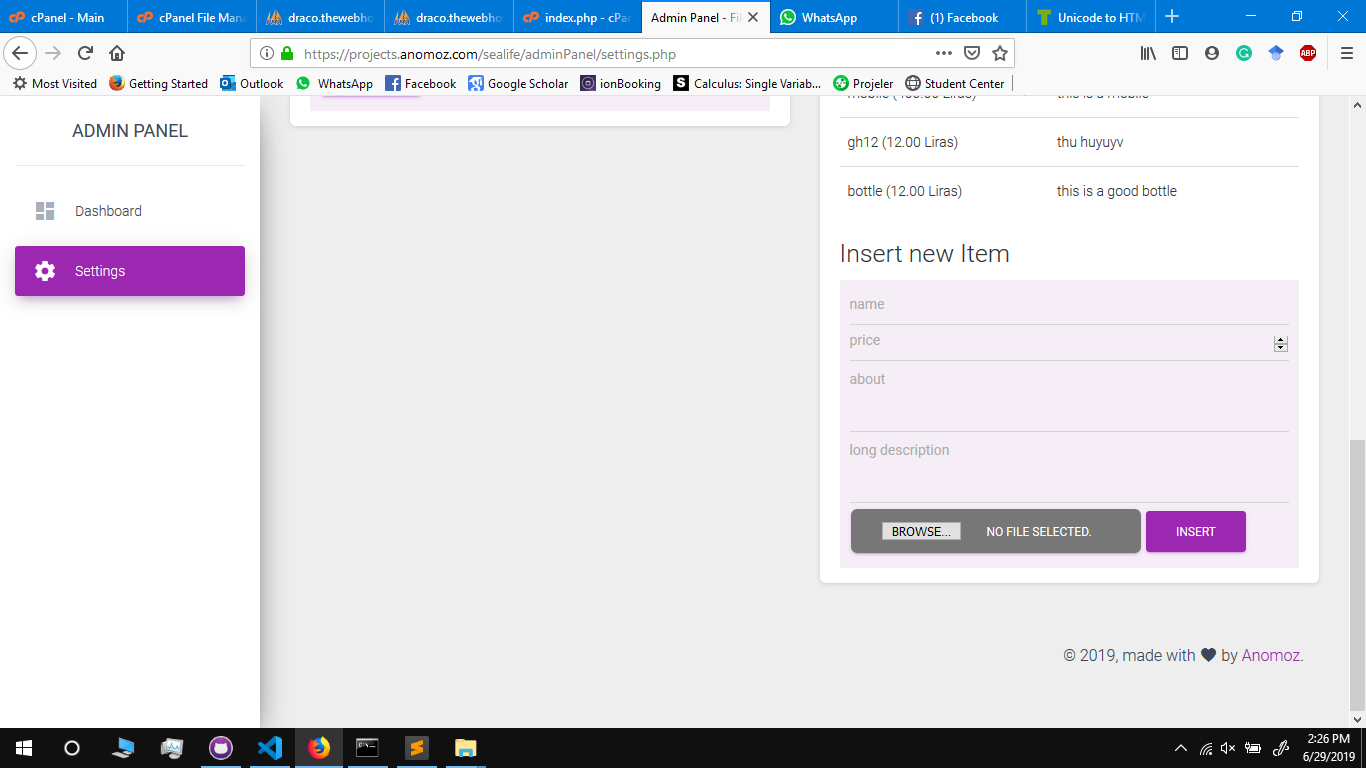 cPanel - Main
cPanel File Mana
draco.thewebho
draco.thewebho
index.php - cPan
Admin Panel - Fi
WhatsApp
(1) Facebook
Unicode to HTM
https://projects.anomoz.com/sealife/adminPanel/settings.php
ABP
Most Visited
Getting Started
Outlook
WhatsApp
Facebook
Google Scholar
ionBooking
Calculus: Single Variab...
Projeler
Student Center
ADMIN PANEL
Dashboard
Settings
this is a mobile
gh12 (12.00 Liras) thu huyuyv
bottle (12.00 Liras) this is a good bottle
Insert new Item
name
price
about
long description
BROWSE... NO FILE SELECTED. INSERT
© 2019, made with ♥ by Anomoz.
2:26 PM
6/29/2019